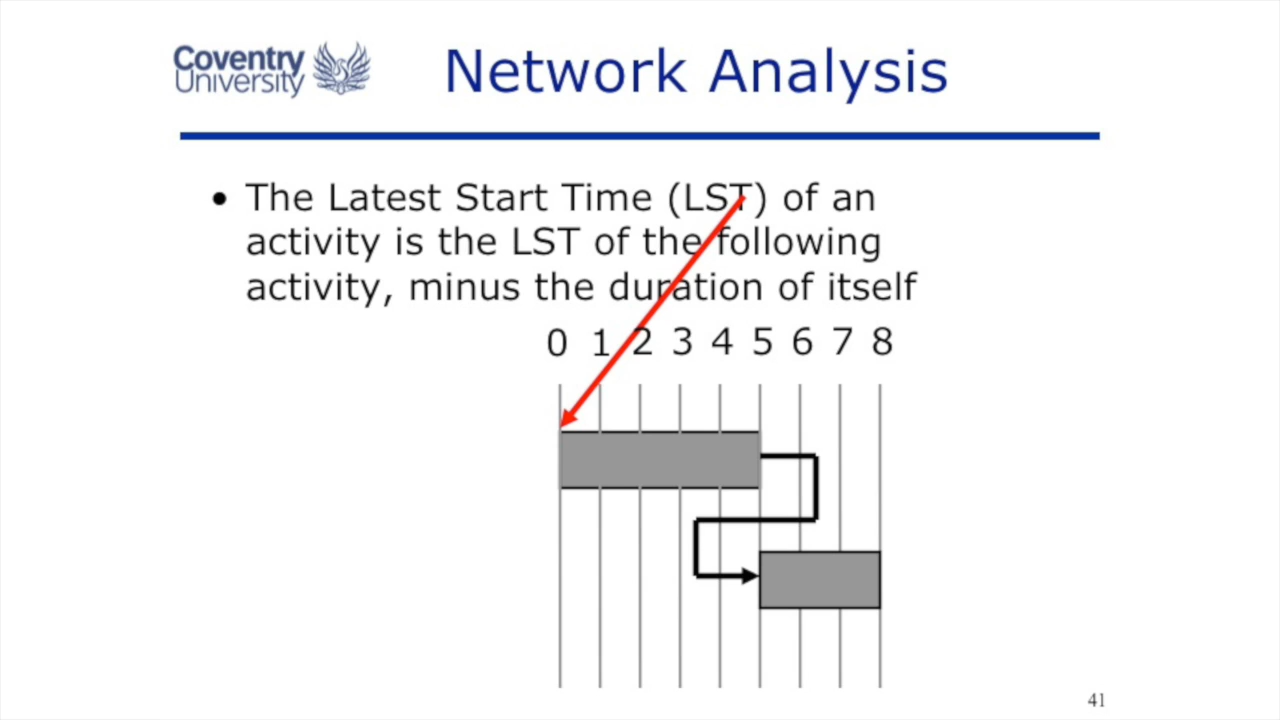 Coventry
University
Network Analysis
• The Latest Start Time (LST) of an
activity is the LST of the following
activity, minus the duration of itself
0 1 2 3 4 5 6 7 8
41